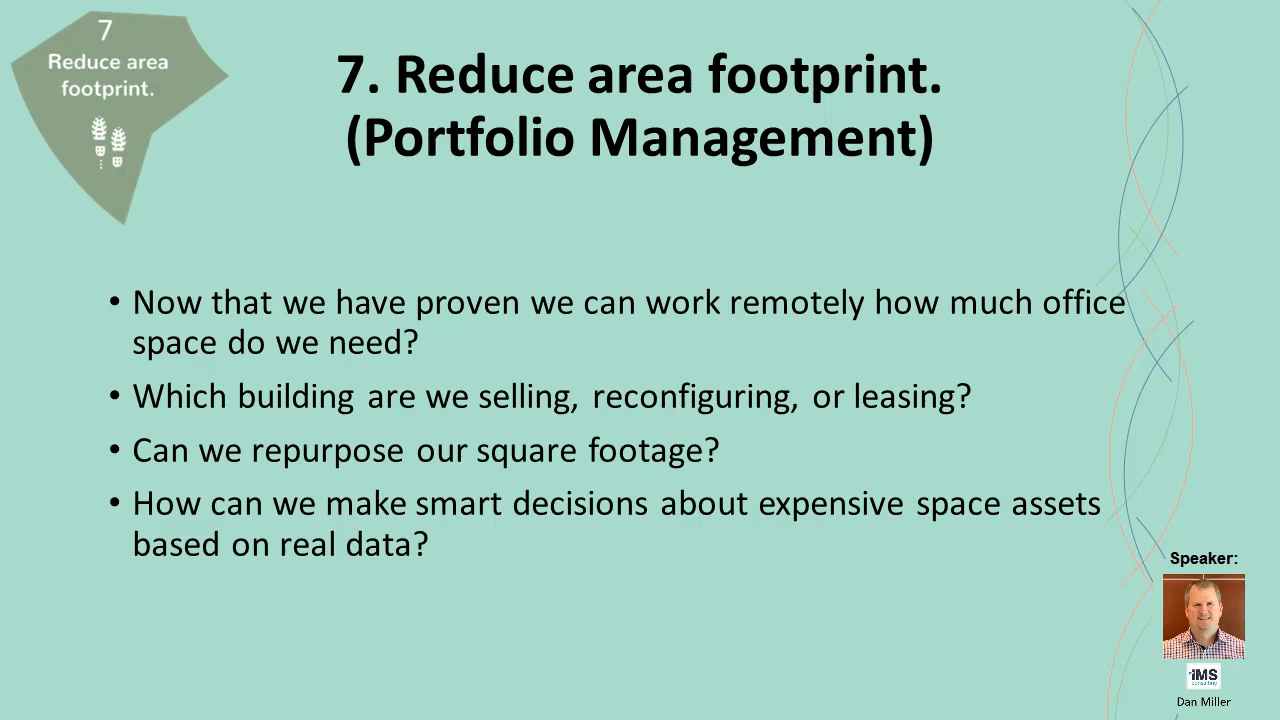 7
Reduce area
footprint.
7. Reduce area footprint.
(Portfolio Management)
• Now that we have proven we can work remotely how much office
space do we need?
• Which building are we selling, reconfiguring, or leasing?
• Can we repurpose our square footage?
• How can we make smart decisions about expensive space assets
based on real data?
Speaker:
iMS
consulting
Dan Miller